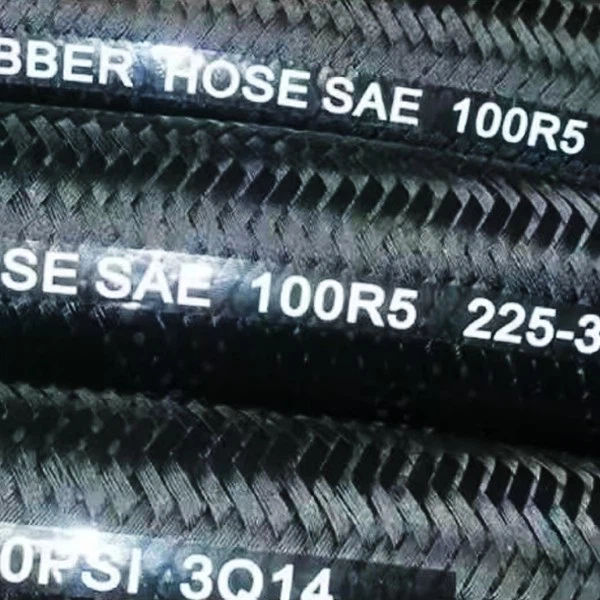 BBER HOSE SAE 100R5
SE SAE 100R5 225-3
0PSI 3Q14